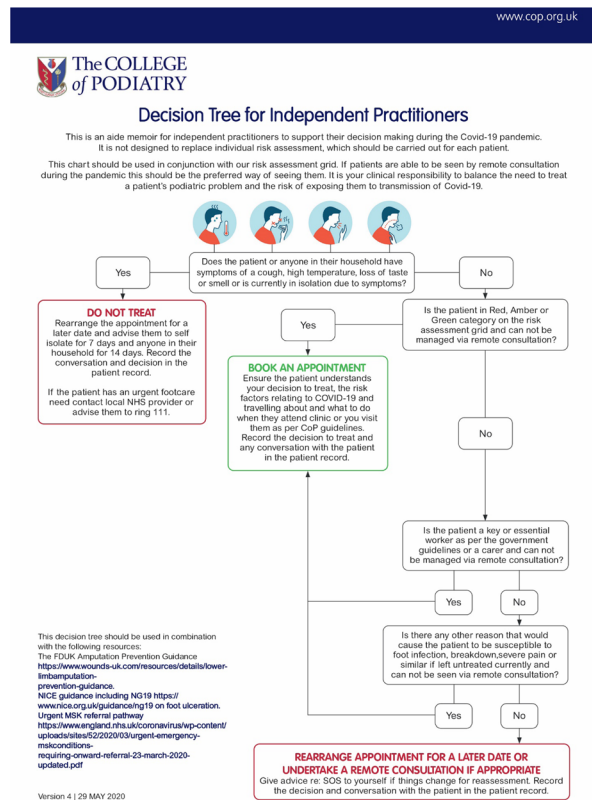 www.cop.org.uk
The COLLEGE
of PODIATRY
Decision Tree for Independent Practitioners
This is an aide memoir for independent practitioners to support their decision making during the Covid-19 pandemic.
It is not designed to replace individual risk assessment, which should be carried out for each patient.
This chart should be used in conjunction with our risk assessment grid. If patients are able to be seen by remote consultation
during the pandemic this should be the preferred way of seeing them. It is your clinical responsibility to balance the need to treat
a patient's podiatric problem and the risk of exposing them to transmission of Covid-19.
Does the patient or anyone in their household have
symptoms of a cough, high temperature, loss of taste
or smell or is currently in isolation due to symptoms?
Yes
No
DO NOT TREAT
Rearrange the appointment for a
later date and advise them to self
isolate for 7 days and anyone in their
household for 14 days. Record the
conversation and decision in the
patient record.
If the patient has an urgent footcare
need contact local NHS provider or
advise them to ring 111.
Is the patient in Red, Amber or
Green category on the risk
assessment grid and can not be
managed via remote consultation?
Yes
BOOK AN APPOINTMENT
Ensure the patient understands
your decision to treat, the risk
factors relating to COVID-19 and
travelling about and what to do
when they attend clinic or you visit
them as per CoP guidelines.
Record the decision to treat and
any conversation with the patient
in the patient record.
No
Is the patient a key or essential
worker as per the government
guidelines or a carer and can not
be managed via remote consultation?
Yes
No
Is there any other reason that would
cause the patient to be susceptible to
foot infection, breakdown,severe pain or
similar if left untreated currently and
can not be seen via remote consultation?
Yes
No
REARRANGE APPOINTMENT FOR A LATER DATE OR
UNDERTAKE A REMOTE CONSULTATION IF APPROPRIATE
Give advice re: SOS to yourself if things change for reassessment. Record
the decision and conversation with the patient in the patient record.
This decision tree should be used in combination
with the following resources:
The FDUK Amputation Prevention Guidance
https://www.wounds-uk.com/resources/details/lower-
limbamputation-
prevention-guidance.
NICE guidance including NG19 https://
www.nice.org.uk/guidance/ng19 on foot ulceration.
Urgent MSK referral pathway
https://www.england.nhs.uk/coronavirus/wp-content/
uploads/sites/52/2020/03/urgent-emergency-
mskconditions-
requiring-onward-referral-23-march-2020-
updated.pdf
Version 4 | 29 MAY 2020